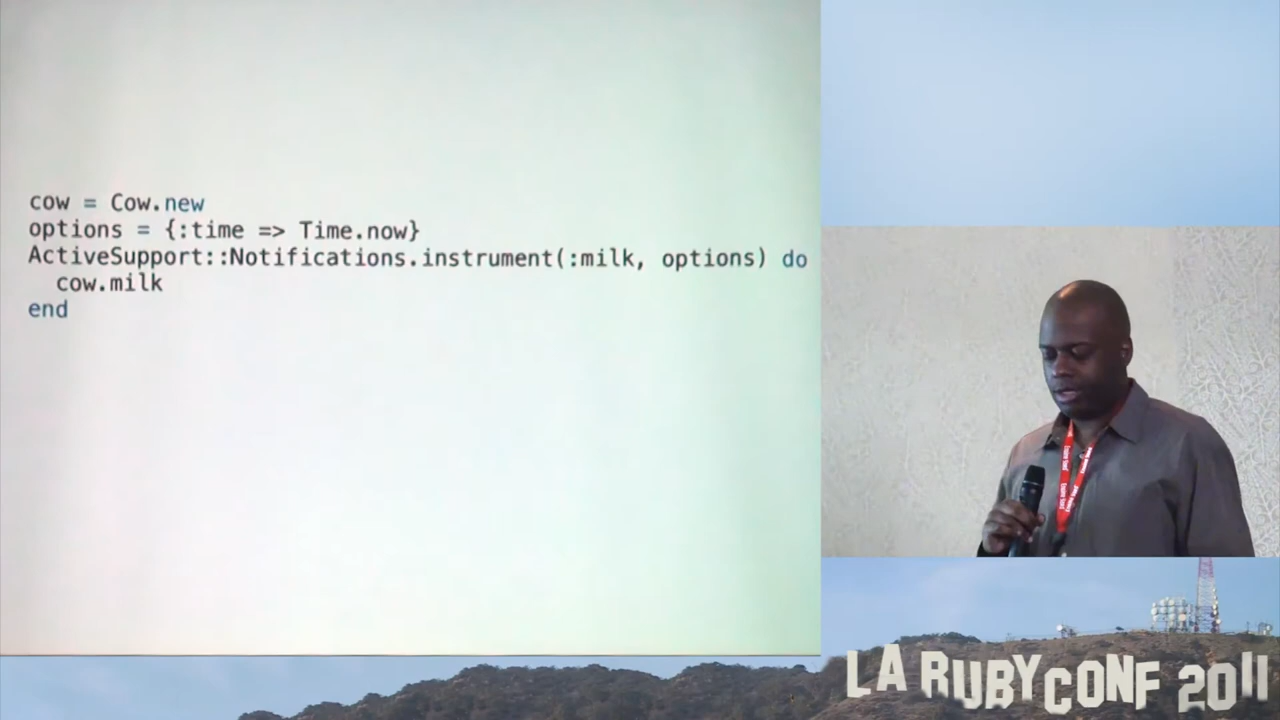 cow = Cow.new
options = {:time => Time.now}
ActiveSupport::Notifications.instrument(:milk, options) do
  cow.milk
end
LA RUBYCONF 2011